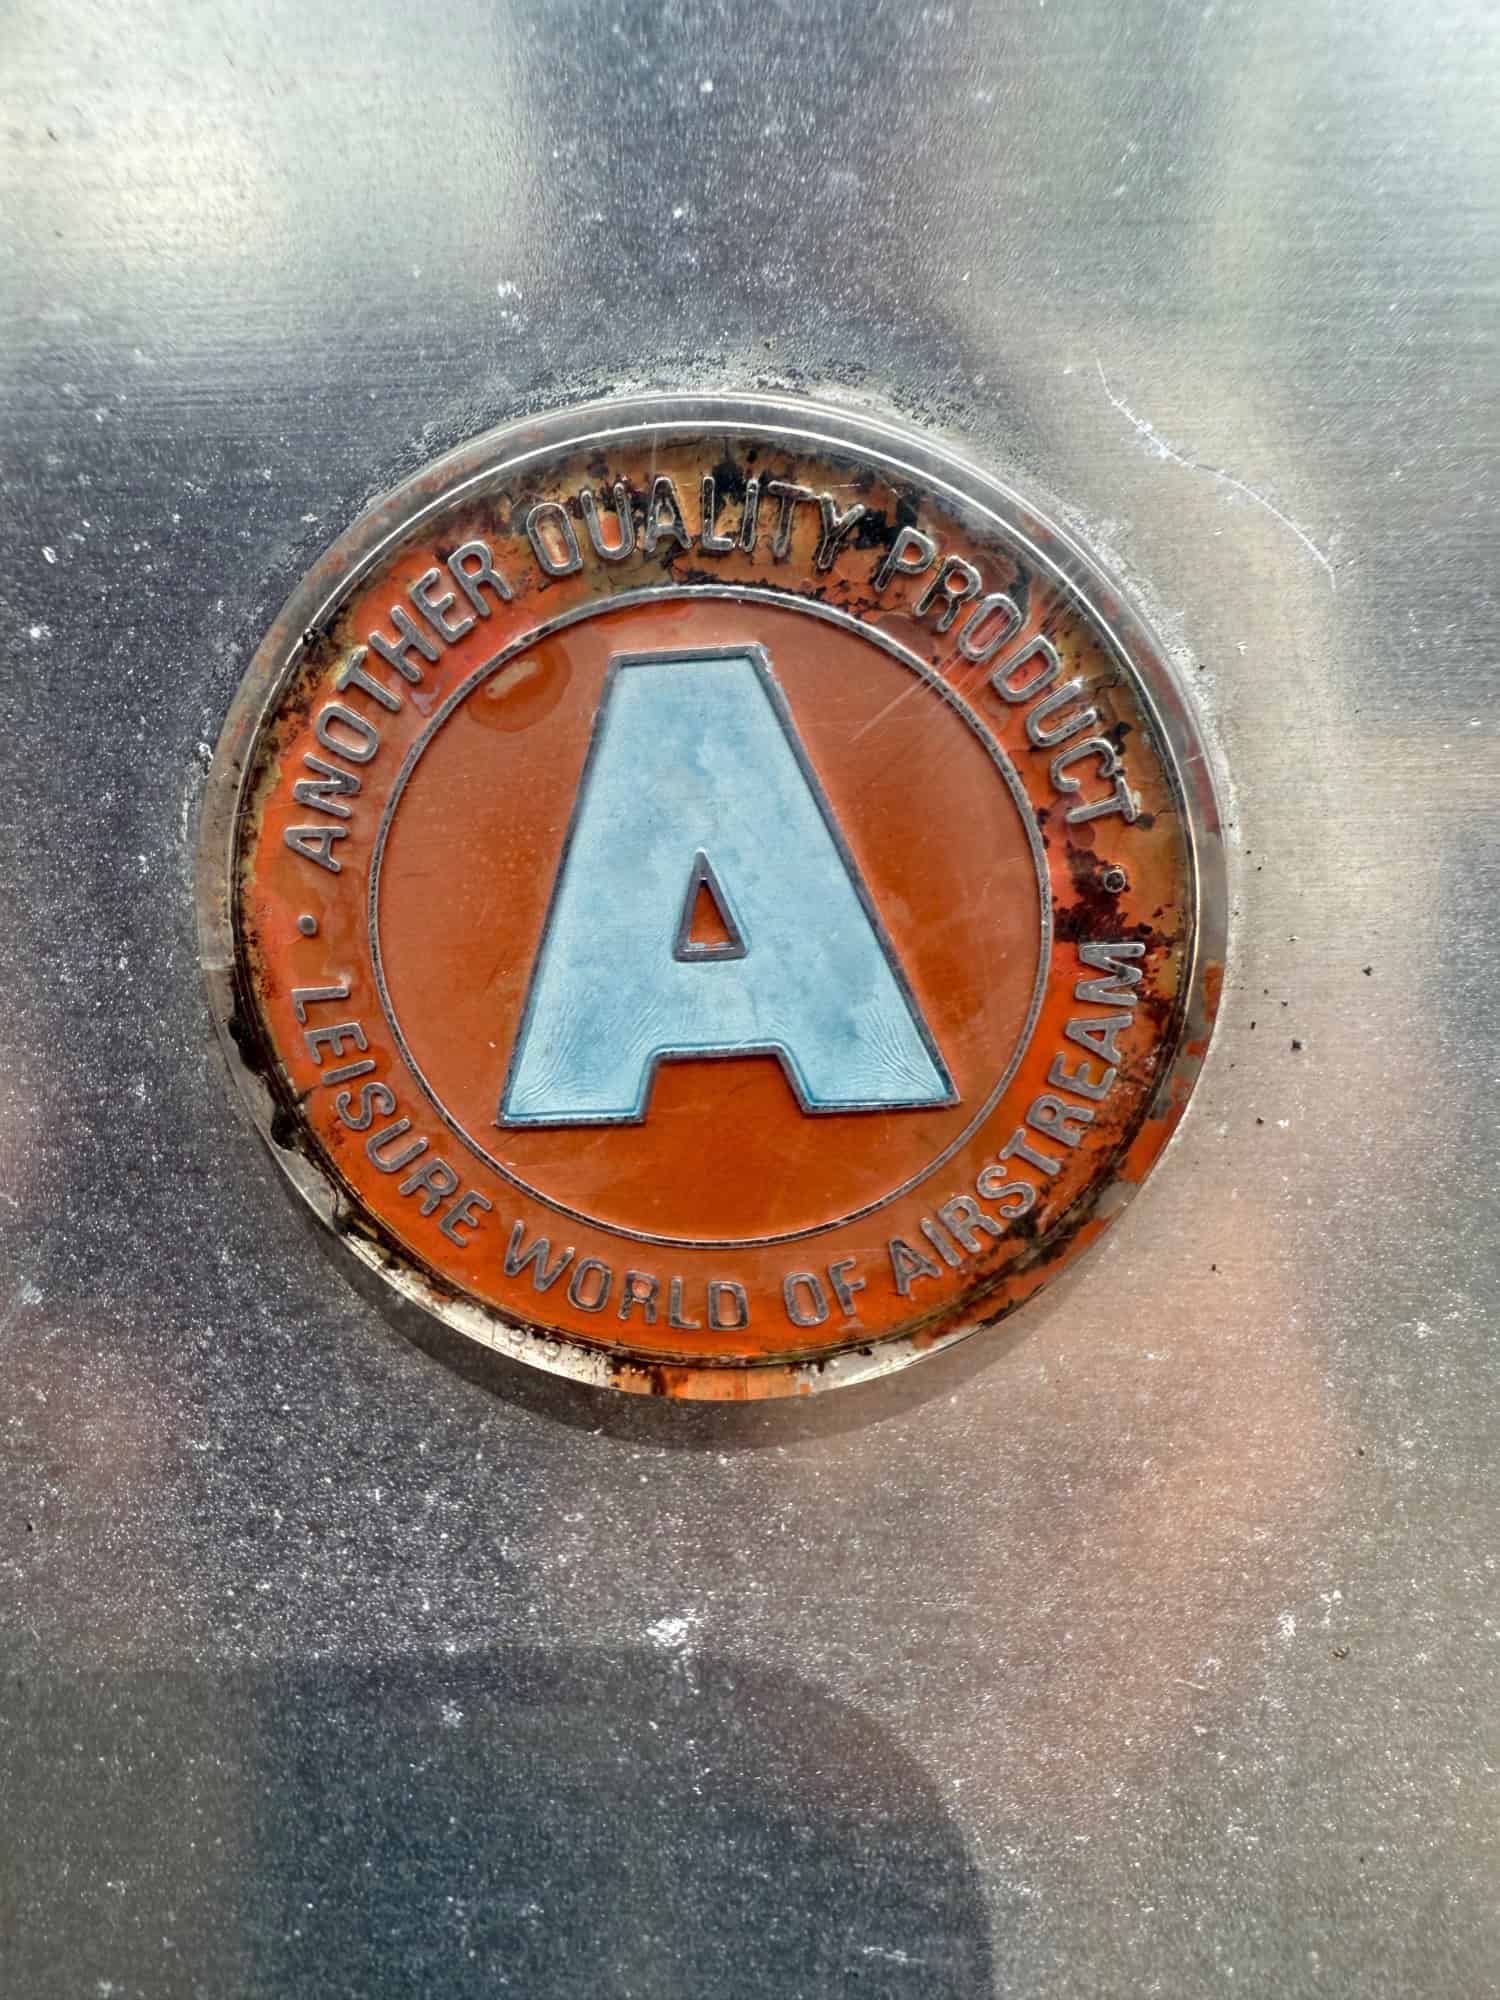 ANOTHER QUALITY PRODUCT
A
LEISURE WORLD OF AIRSTREAM